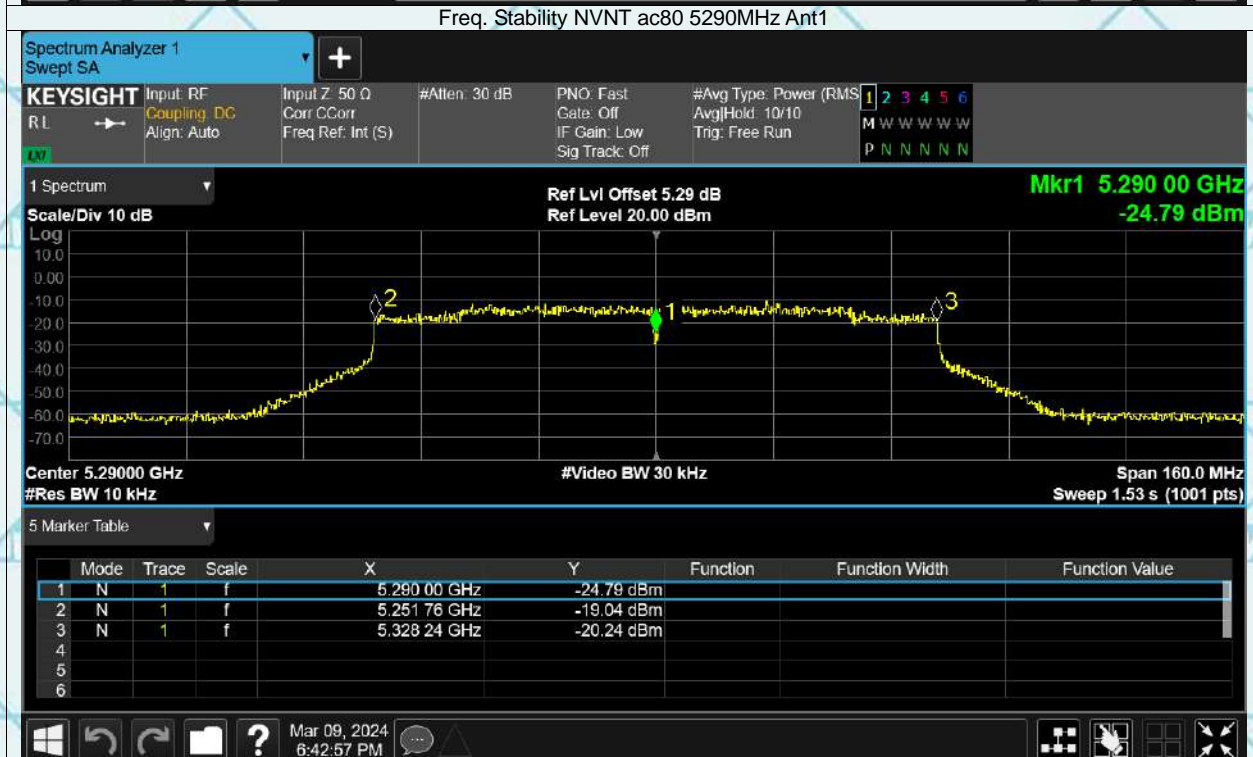 Freq. Stability NVNT ac80 5290MHz Ant1
Spectrum Analyzer 1
Swept SA
+
KEYSIGHT Input: RF Input Z: 50 Ω #Atten: 30 dB PNO: Fast #Avg Type: Power (RMS 1 2 3 4 5 6
RL Coupling: DC Corr CCorr Gate: Off Avg|Hold: 10/10 M W W W W W
Align: Auto Freq Ref: Int (S) IF Gain: Low Trig: Free Run
LXI Sig Track: Off P N N N N N
1 Spectrum Ref Lvl Offset 5.29 dB Mkr1 5.290 00 GHz
Scale/Div 10 dB Ref Level 20.00 dBm -24.79 dBm
Log
10.0
0.00
-10.0
-20.0
-30.0
-40.0
-50.0
-60.0
-70.0
2
1
3
Center 5.29000 GHz #Video BW 30 kHz Span 160.0 MHz
#Res BW 10 kHz Sweep 1.53 s (1001 pts)
5 Marker Table
Mode Trace Scale X Y Function Function Width Function Value
1 N 1 f 5.290 00 GHz -24.79 dBm
2 N 1 f 5.251 76 GHz -19.04 dBm
3 N 1 f 5.328 24 GHz -20.24 dBm
4
5
6
? Mar 09, 2024
6:42:57 PM